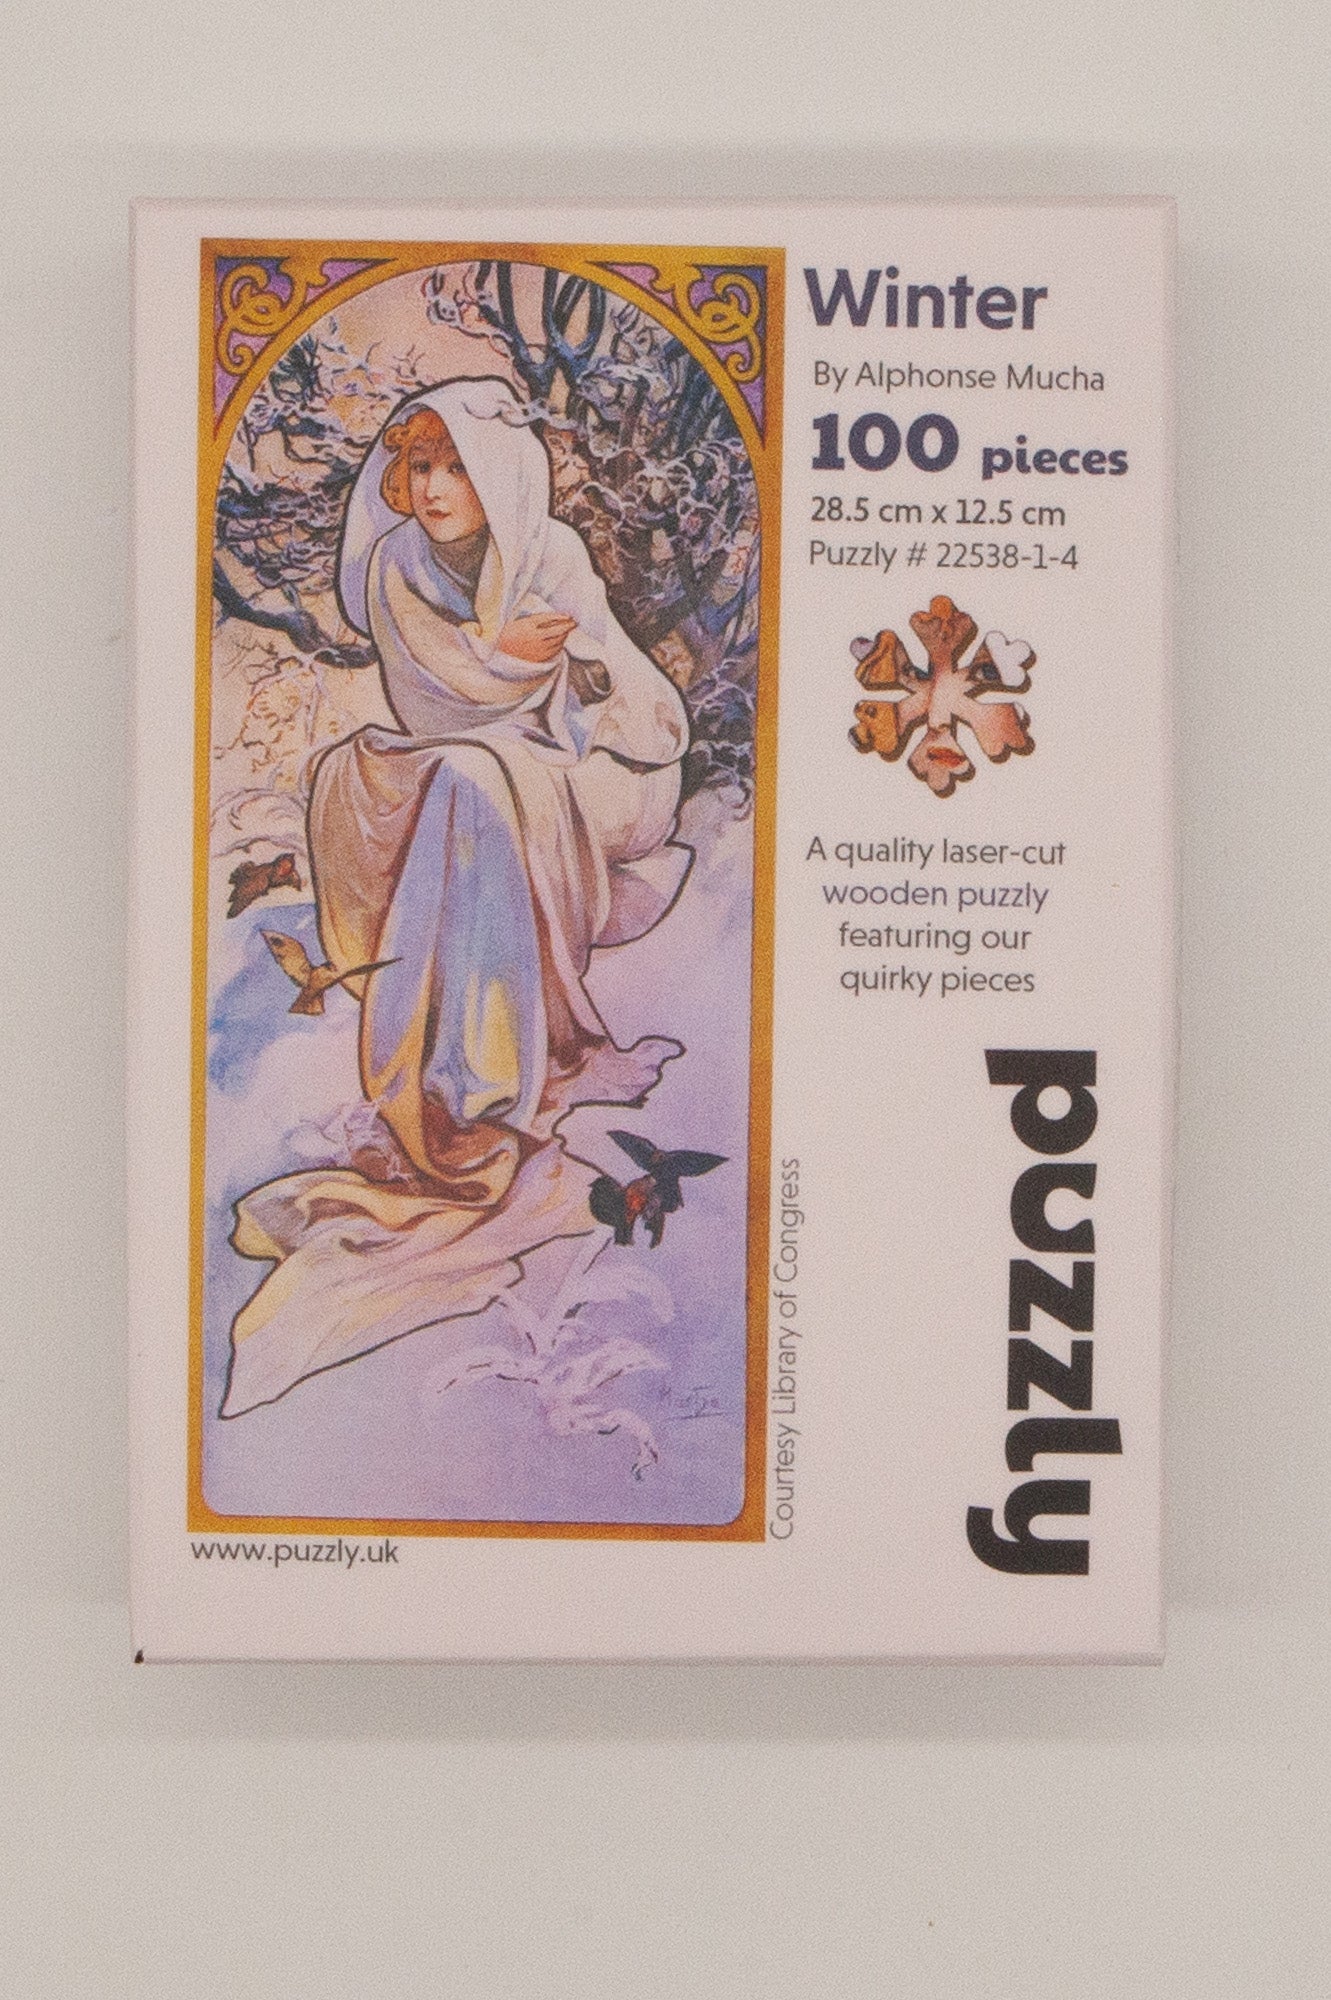 Winter
By Alphonse Mucha
100 pieces
28.5 cm x 12.5 cm
Puzzly # 22538-1-4
A quality laser-cut
wooden puzzly
featuring our
quirky pieces
puzzly
Courtesy Library of Congress
www.puzzly.uk